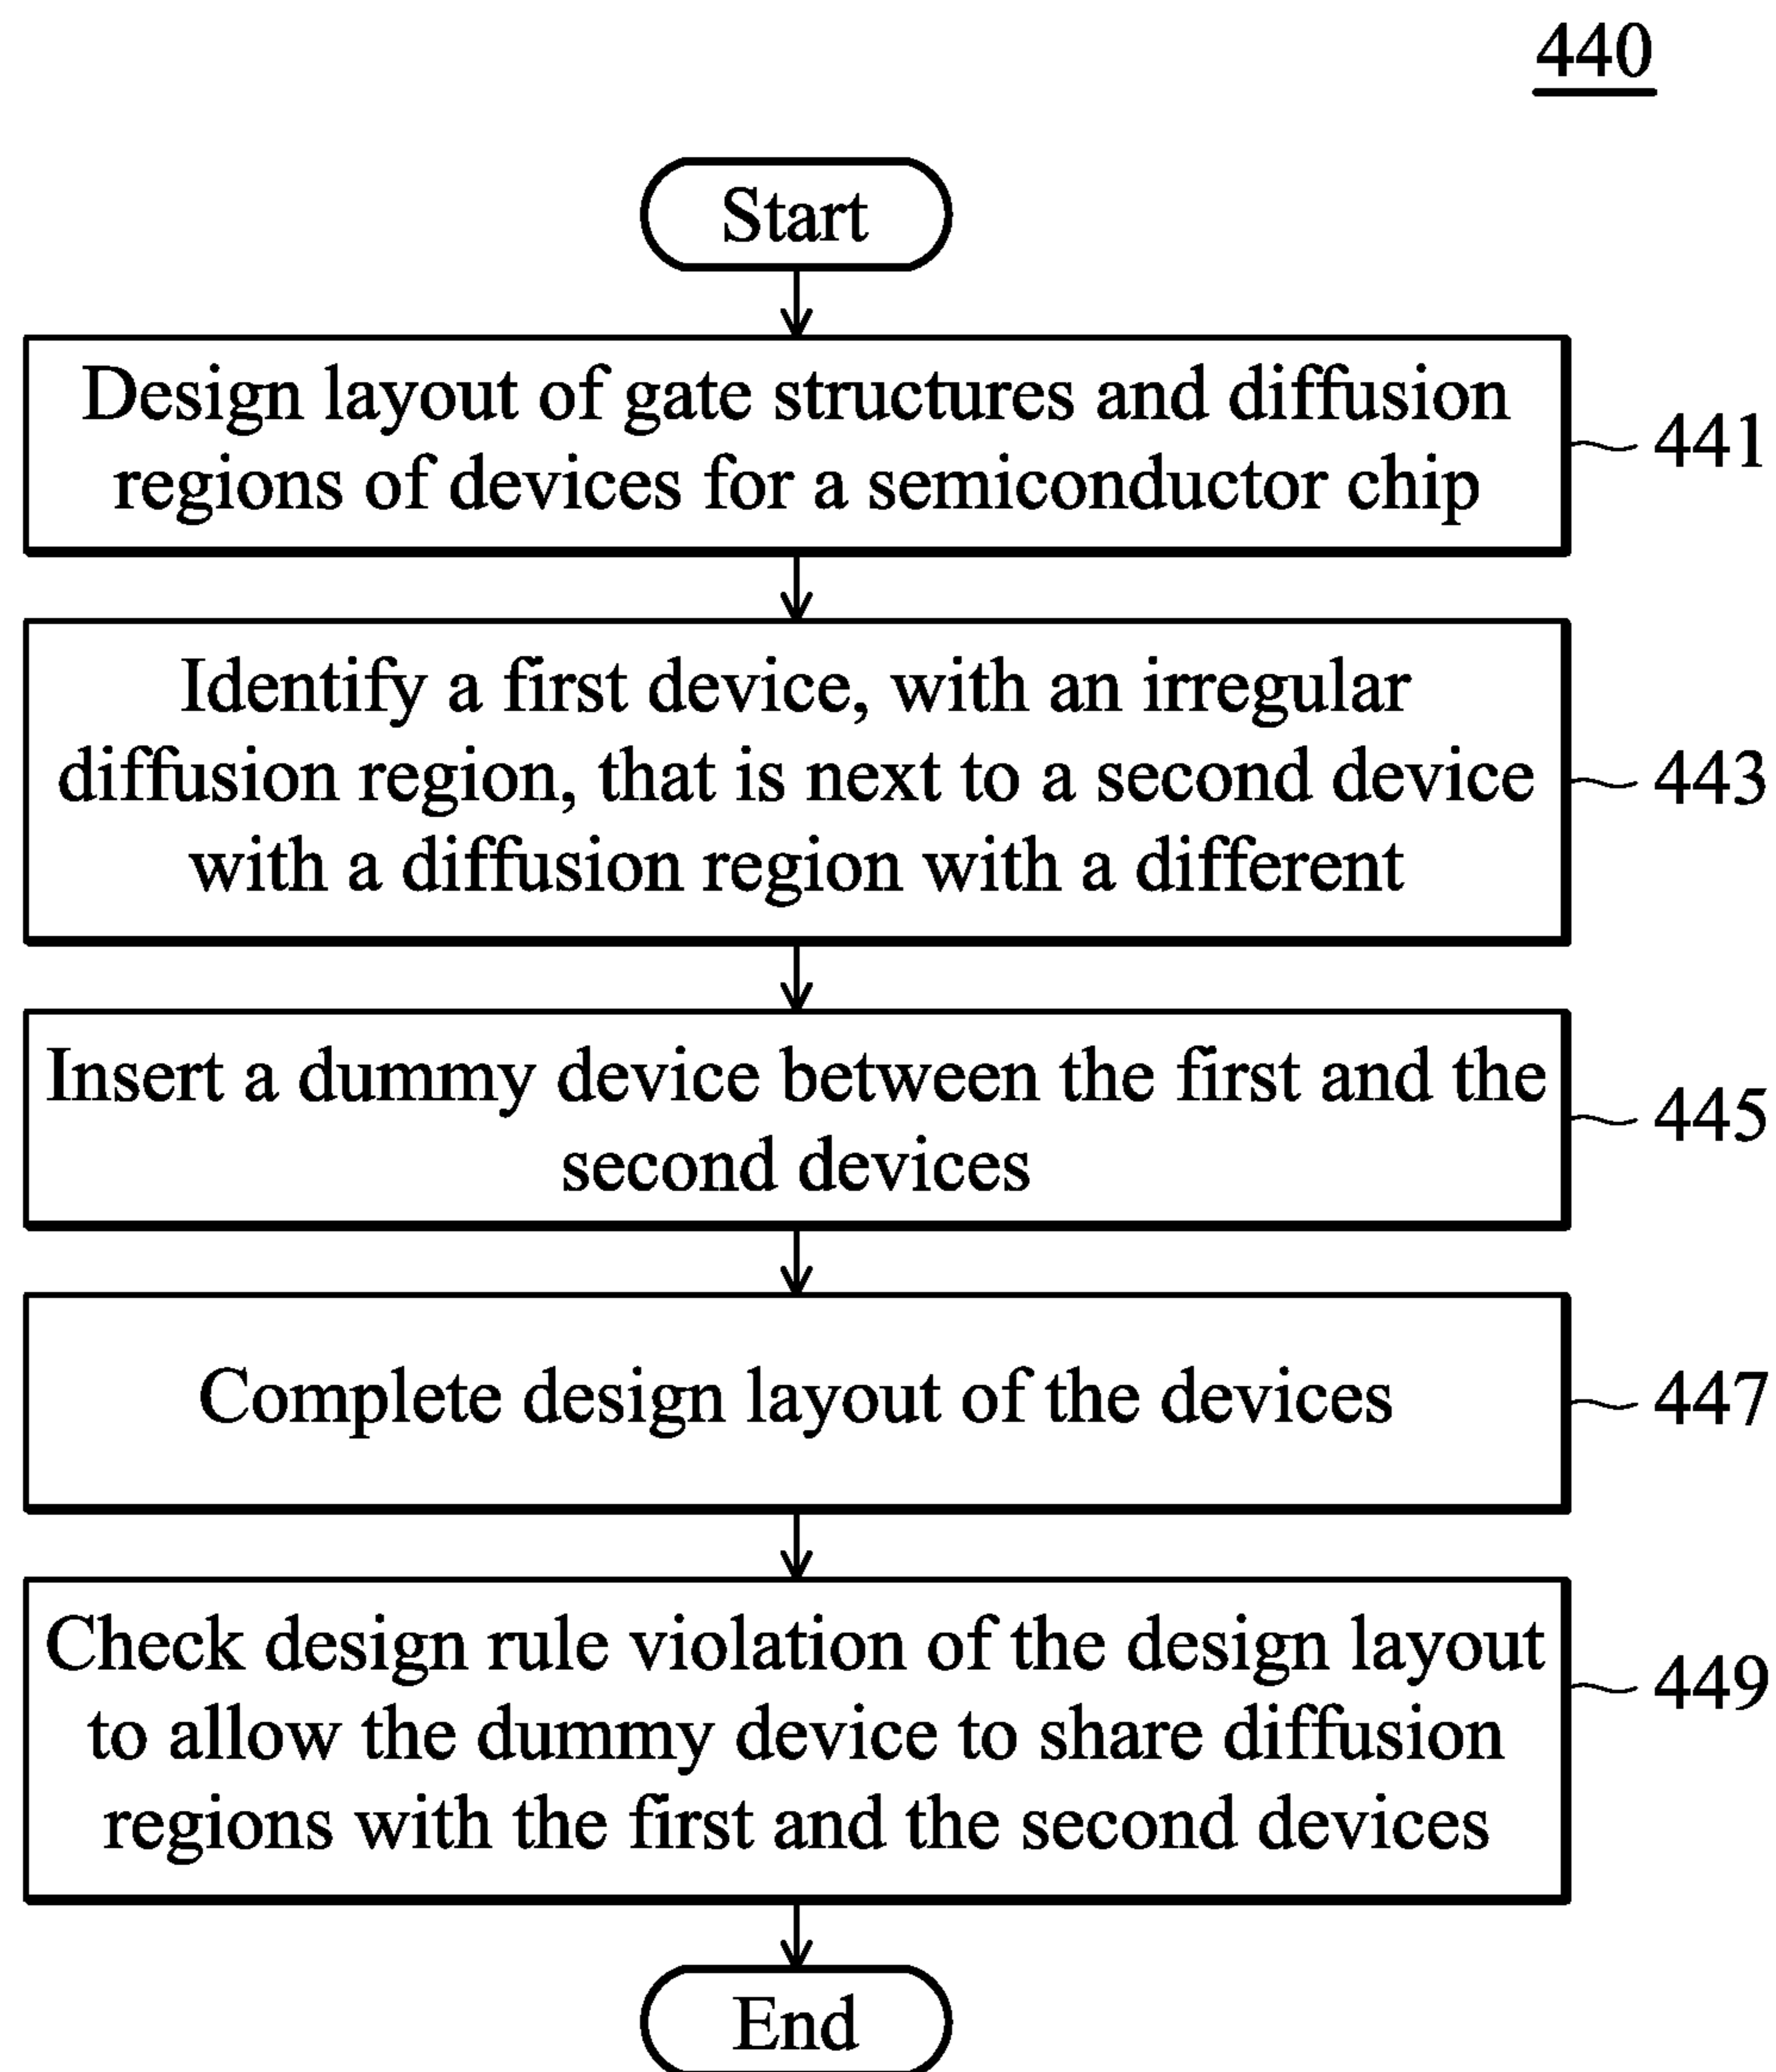 440
Start
Design layout of gate structures and diffusion
regions of devices for a semiconductor chip
441
Identify a first device, with an irregular
diffusion region, that is next to a second device
with a diffusion region with a different
443
Insert a dummy device between the first and the
second devices
445
Complete design layout of the devices
447
Check design rule violation of the design layout
to allow the dummy device to share diffusion
regions with the first and the second devices
449
End